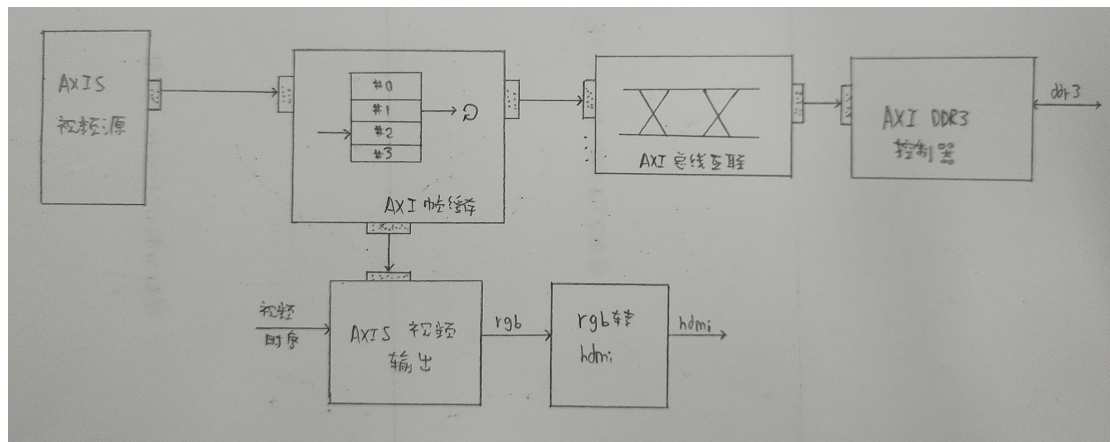 AXIS
视频源
#0
#1
#2
#3
AXI 帧缓存
AXI 总线互联
AXI DDR3
控制器
ddr3
视频
时序
AXIS 视频
输出
rgb
rgb转
hdmi
hdmi